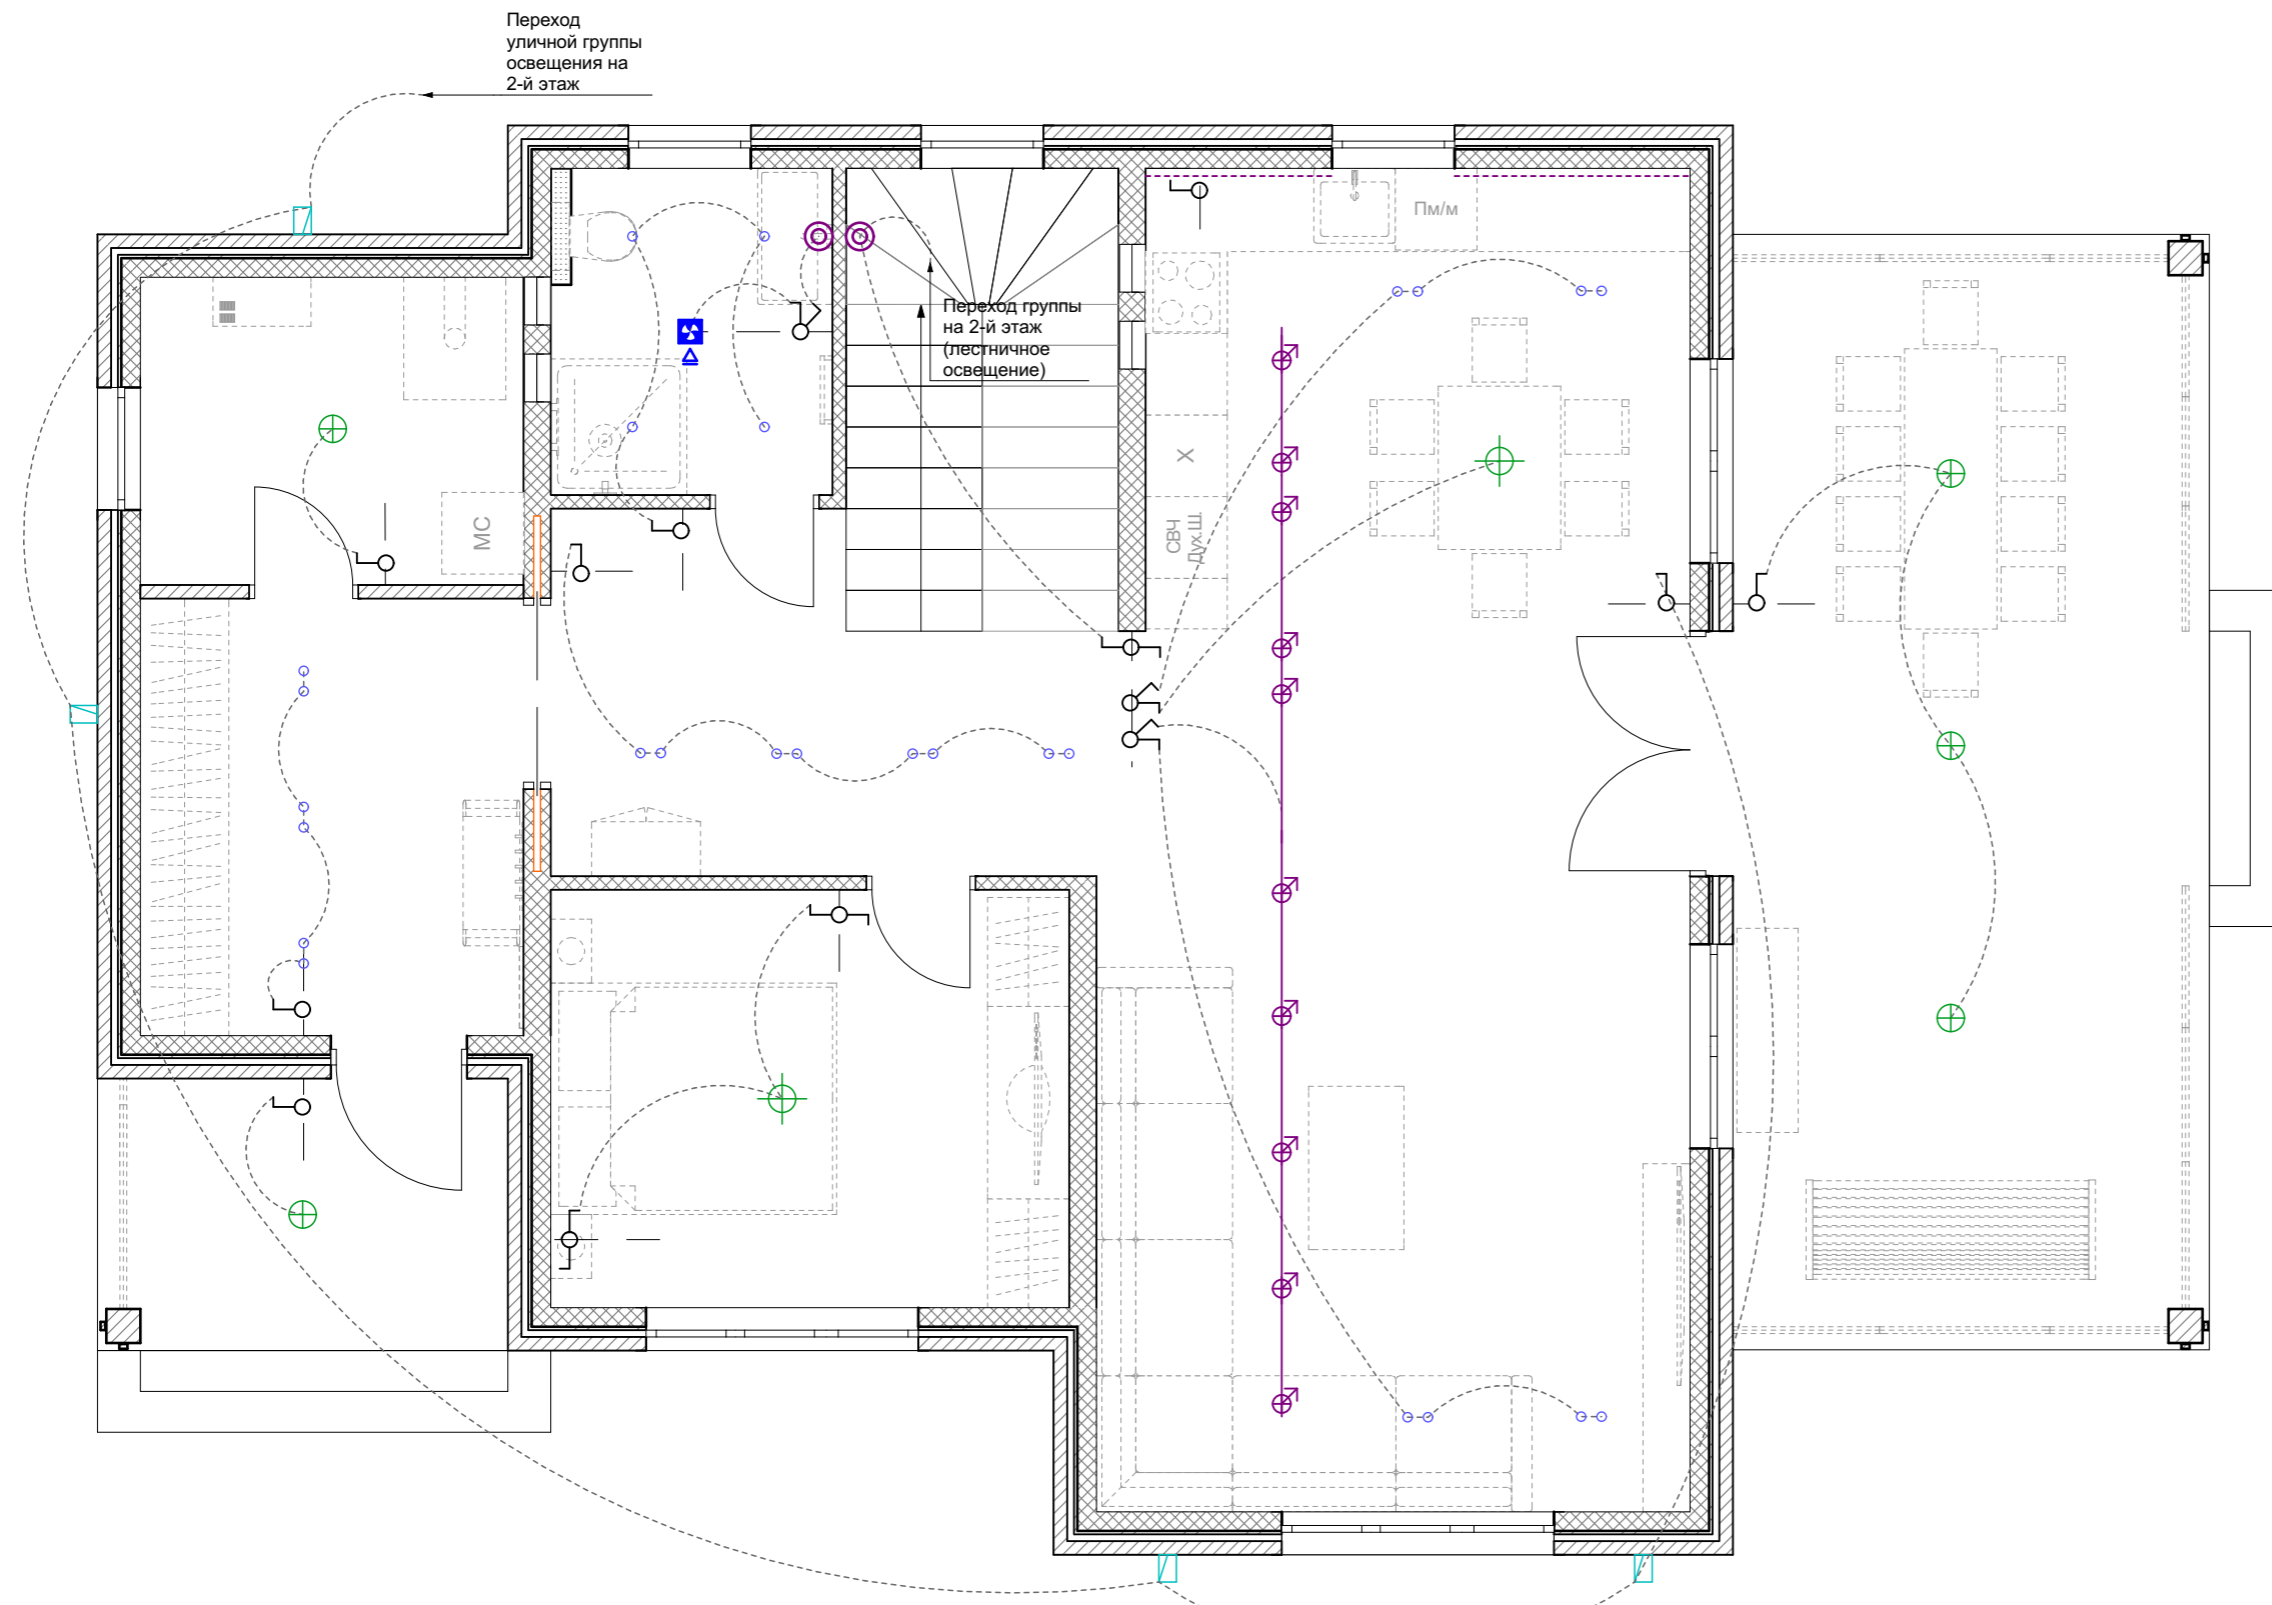 Переход
уличной группы
освещения на
2-й этаж
Пм/м
Переход группы
на 2-й этаж
(лестничное
освещение)
Х
СВЧ
Дух.Ш.
МС